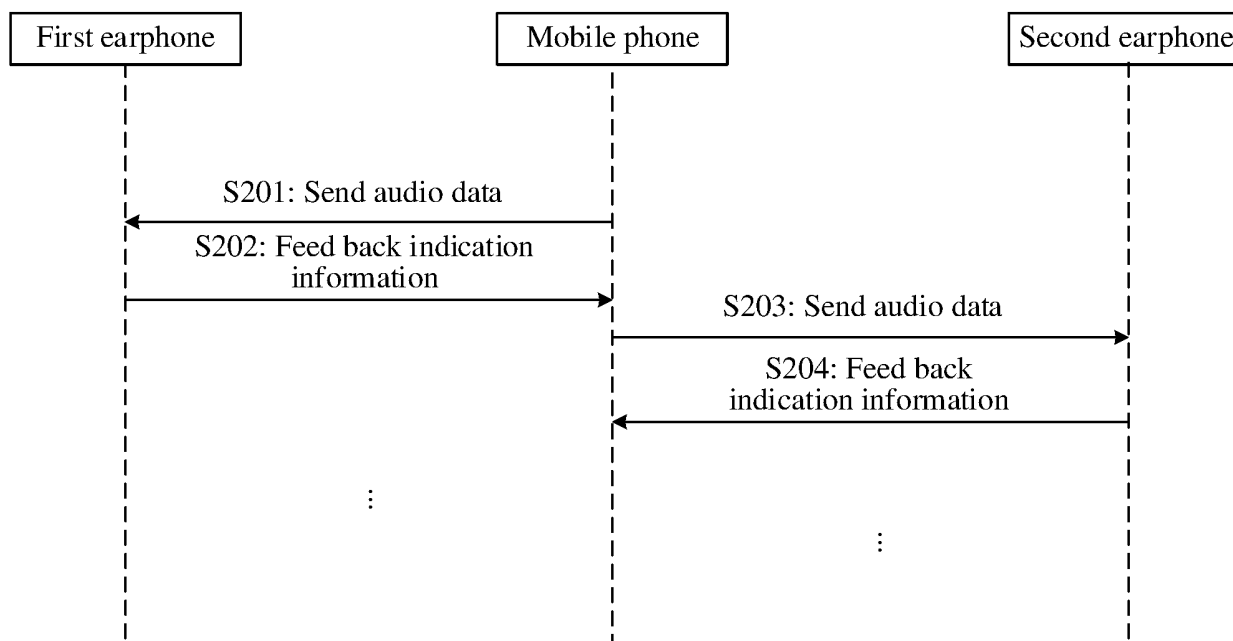 First earphone
Mobile phone
Second earphone
S201: Send audio data
S202: Feed back indication
information
S203: Send audio data
S204: Feed back
indication information
⋮
⋮